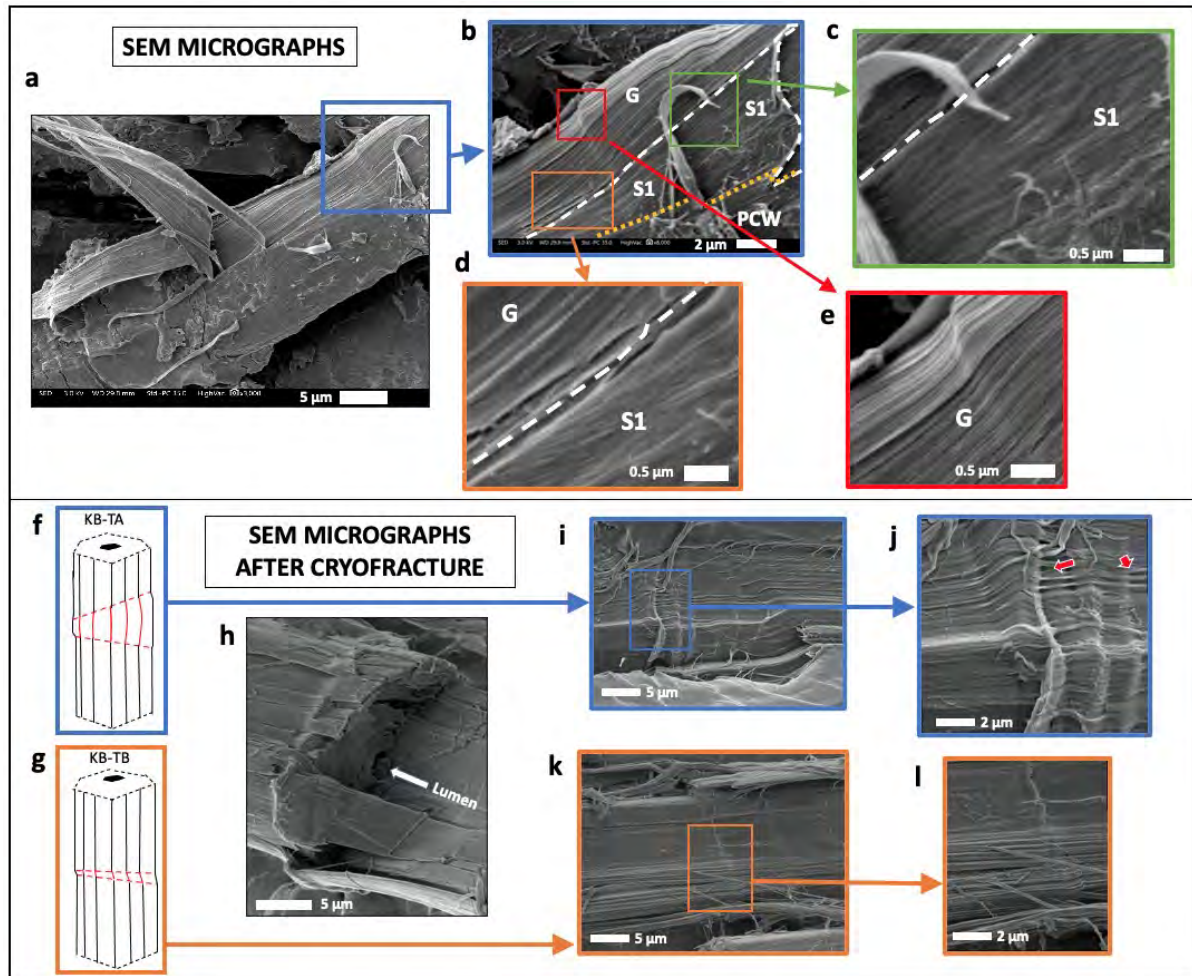 SEM MICROGRAPHS
a
5 µm
b
G
S1
S1
PCW
2 µm
c
S1
0.5 µm
d
G
S1
0.5 µm
e
G
0.5 µm
f
KB-TA
SEM MICROGRAPHS
AFTER CRYOFRACTURE
g
KB-TB
h
Lumen
5 µm
i
5 µm
j
2 µm
k
5 µm
l
2 µm